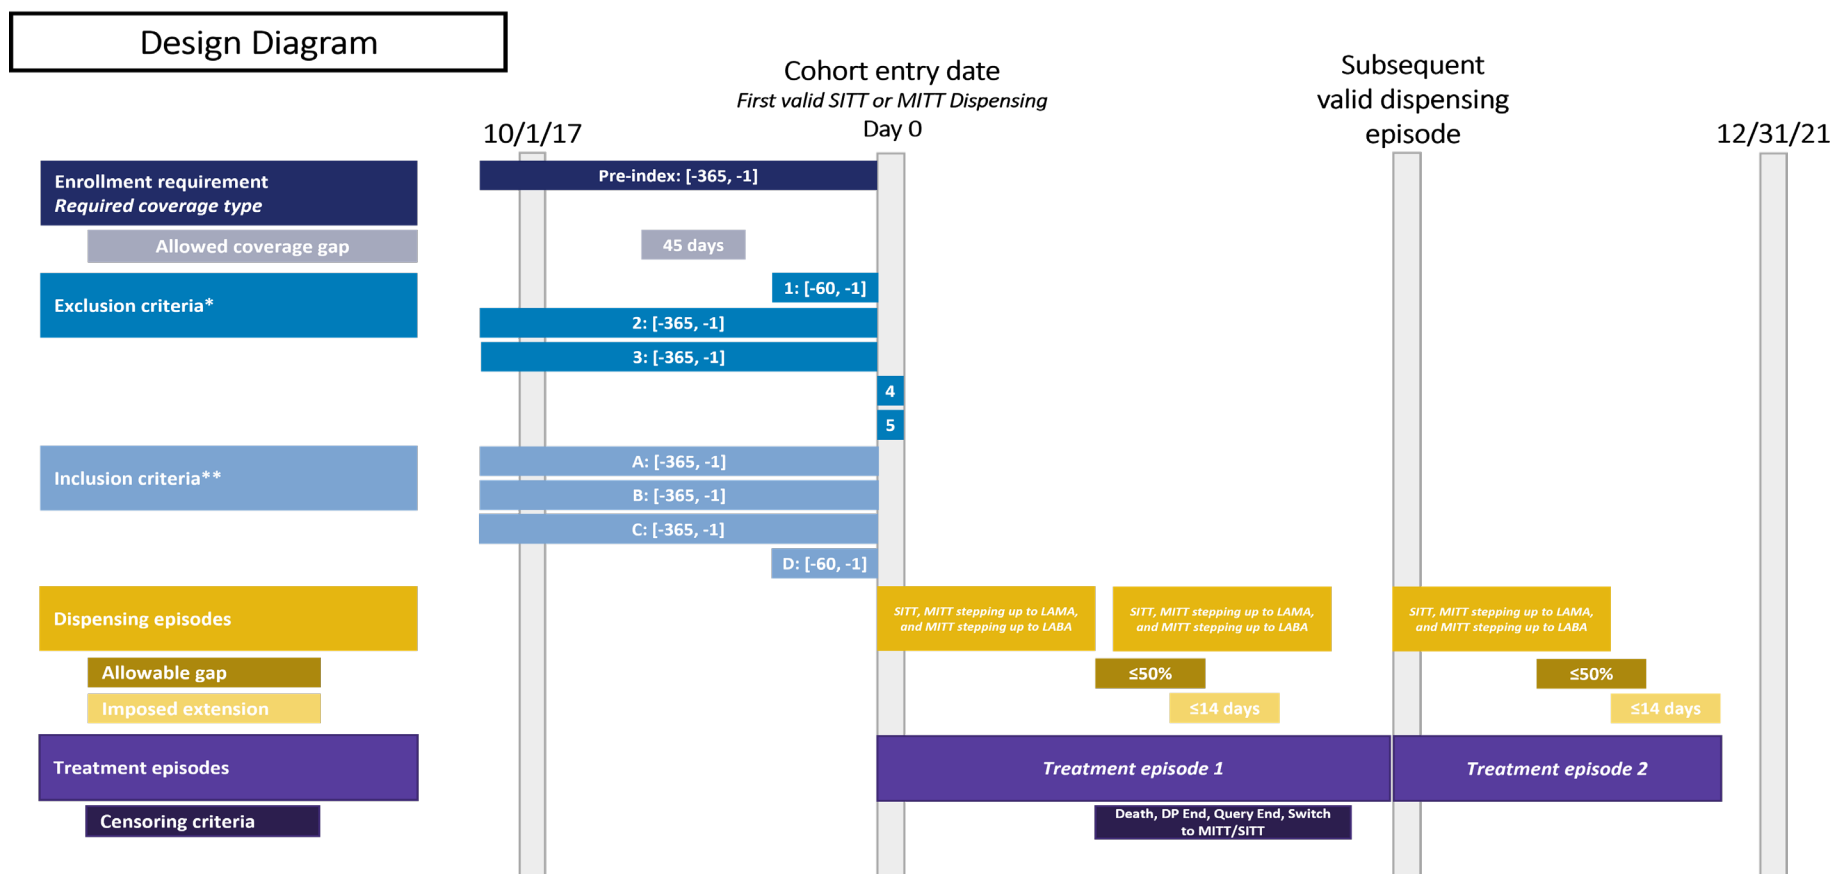 Design Diagram
Cohort entry date
First valid SITT or MITT Dispensing
Day 0
Subsequent
valid dispensing
episode
10/1/17
12/31/21
Enrollment requirement
Required coverage type
Pre-index: [-365, -1]
Allowed coverage gap
45 days
Exclusion criteria*
1: [-60, -1]
2: [-365, -1]
3: [-365, -1]
4
5
Inclusion criteria**
A: [-365, -1]
B: [-365, -1]
C: [-365, -1]
D: [-60, -1]
Dispensing episodes
SITT, MITT stepping up to LAMA,
and MITT stepping up to LABA
SITT, MITT stepping up to LAMA,
and MITT stepping up to LABA
SITT, MITT stepping up to LAMA,
and MITT stepping up to LABA
Allowable gap
≤50%
≤50%
Imposed extension
≤14 days
≤14 days
Treatment episodes
Treatment episode 1
Treatment episode 2
Censoring criteria
Death, DP End, Query End, Switch
to MITT/SITT